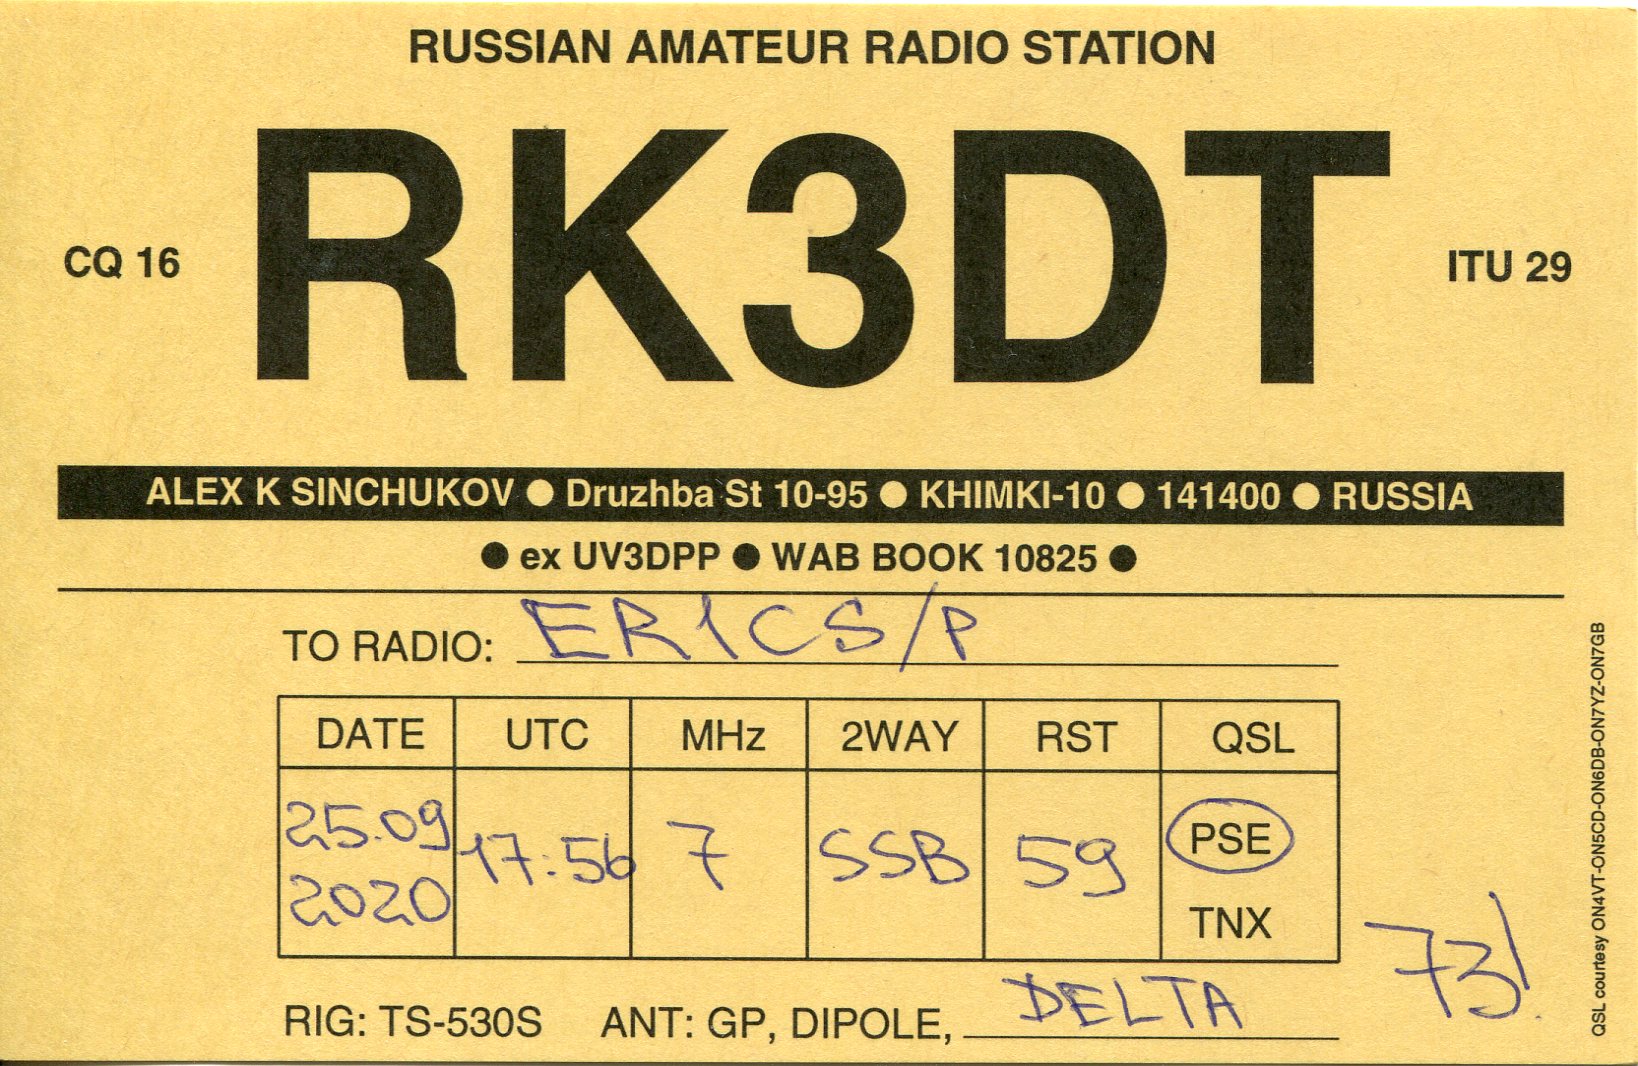 RUSSIAN AMATEUR RADIO STATION
CQ 16
RK3DT
ITU 29
ALEX K SINCHUKOV ● Druzhba St 10-95 ● KHIMKI-10 ● 141400 ● RUSSIA
● ex UV3DPP ● WAB BOOK 10825 ●
TO RADIO: ER1CS/P
DATE UTC MHz 2WAY RST QSL
25.09 2020 17:56 7 SSB 59 PSE TNX
73!
RIG: TS-530S ANT: GP, DIPOLE, DELTA
QSL courtesy ON4VT-ON5CD-ON6DB-ON7YZ-ON7GB